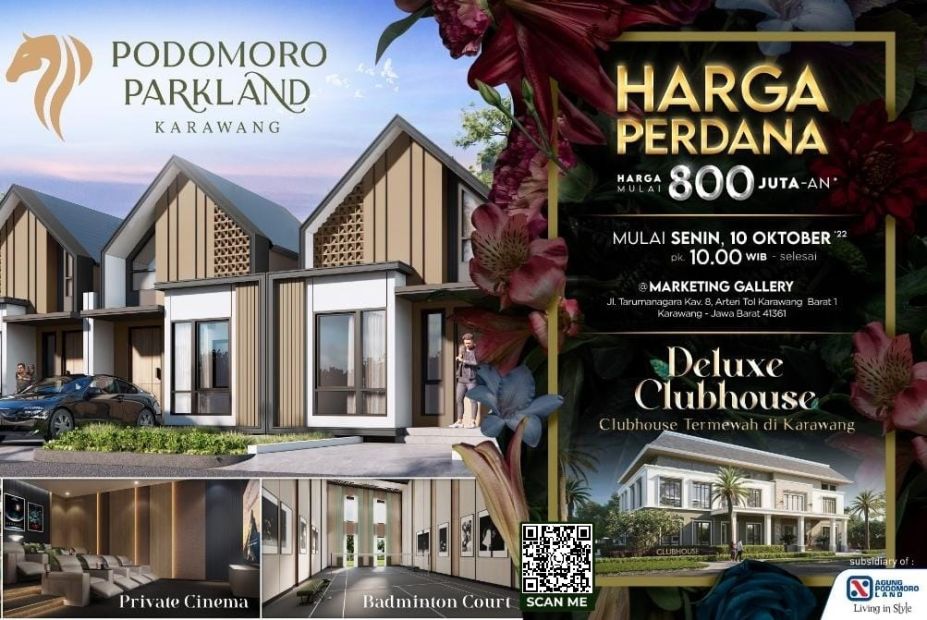 PODOMORO
PARKLAND
KARAWANG
HARGA
PERDANA
HARGA
MULAI 800 JUTA-AN*
MULAI SENIN, 10 OKTOBER '22
pk. 10.00 WIB - selesai
@ MARKETING GALLERY
Jl. Tarumanagara Kav. 8, Arteri Tol Karawang Barat 1
Karawang - Jawa Barat 41361
Deluxe
Clubhouse
Clubhouse Termewah di Karawang
CLUBHOUSE
Private Cinema
Badminton Court
SCAN ME
subsidiary of :
AGUNG
PODOMORO
LAND
Living in Style